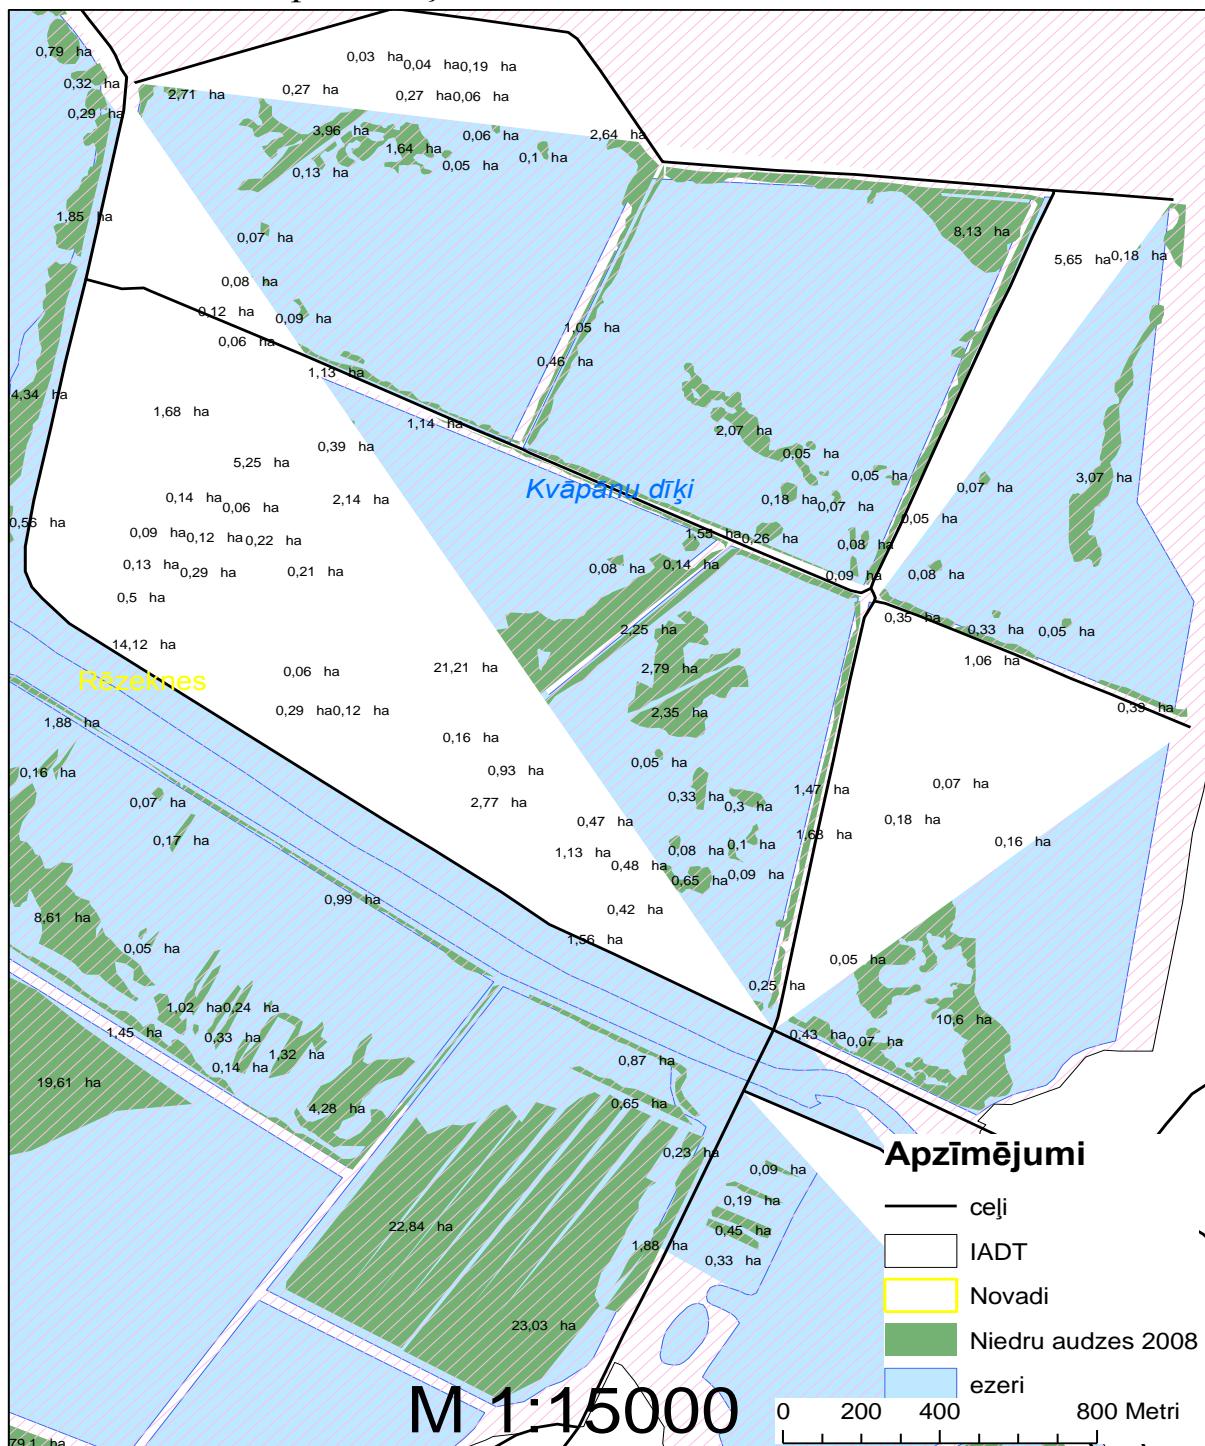 0,79 ha
0,03 ha
0,04 ha
0,19 ha
0,32 ha
2,71 ha
0,27 ha
0,27 ha
0,06 ha
0,29 ha
3,96 ha
0,06 ha
2,64 ha
1,64 ha
0,05 ha
0,1 ha
0,13 ha
1,85 ha
0,07 ha
8,13 ha
5,65 ha
0,18 ha
0,08 ha
0,12 ha
0,09 ha
0,06 ha
1,05 ha
0,46 ha
1,13 ha
4,34 ha
1,68 ha
1,14 ha
2,07 ha
0,39 ha
0,05 ha
5,25 ha
0,05 ha
3,07 ha
0,14 ha
0,06 ha
2,14 ha
Kvāpānu dīķi
0,18 ha
0,07 ha
0,07 ha
0,56 ha
0,05 ha
0,09 ha
0,12 ha
0,22 ha
1,55 ha
0,26 ha
0,08 ha
0,13 ha
0,29 ha
0,21 ha
0,08 ha
0,14 ha
0,09 ha
0,08 ha
0,5 ha
0,35 ha
0,33 ha
0,05 ha
14,12 ha
2,25 ha
1,06 ha
Rēzeknes
0,06 ha
21,21 ha
2,79 ha
0,29 ha
0,12 ha
2,35 ha
0,39 ha
1,88 ha
0,16 ha
0,16 ha
0,93 ha
0,05 ha
0,07 ha
2,77 ha
0,33 ha
0,3 ha
1,47 ha
0,07 ha
0,17 ha
0,47 ha
0,18 ha
1,68 ha
0,16 ha
1,13 ha
0,48 ha
0,08 ha
0,1 ha
0,65 ha
0,09 ha
0,99 ha
0,42 ha
8,61 ha
0,05 ha
1,56 ha
0,05 ha
0,25 ha
1,02 ha
0,24 ha
1,45 ha
0,33 ha
0,43 ha
0,07 ha
10,6 ha
0,14 ha
1,32 ha
0,87 ha
19,61 ha
4,28 ha
0,65 ha
0,23 ha
0,09 ha
Apzīmējumi
0,19 ha
ceļi
22,84 ha
0,45 ha
1,88 ha
0,33 ha
IADT
Novadi
23,03 ha
Niedru audzes 2008
ezeri
M 1:15000
0 200 400 800 Metri
79,1 ha